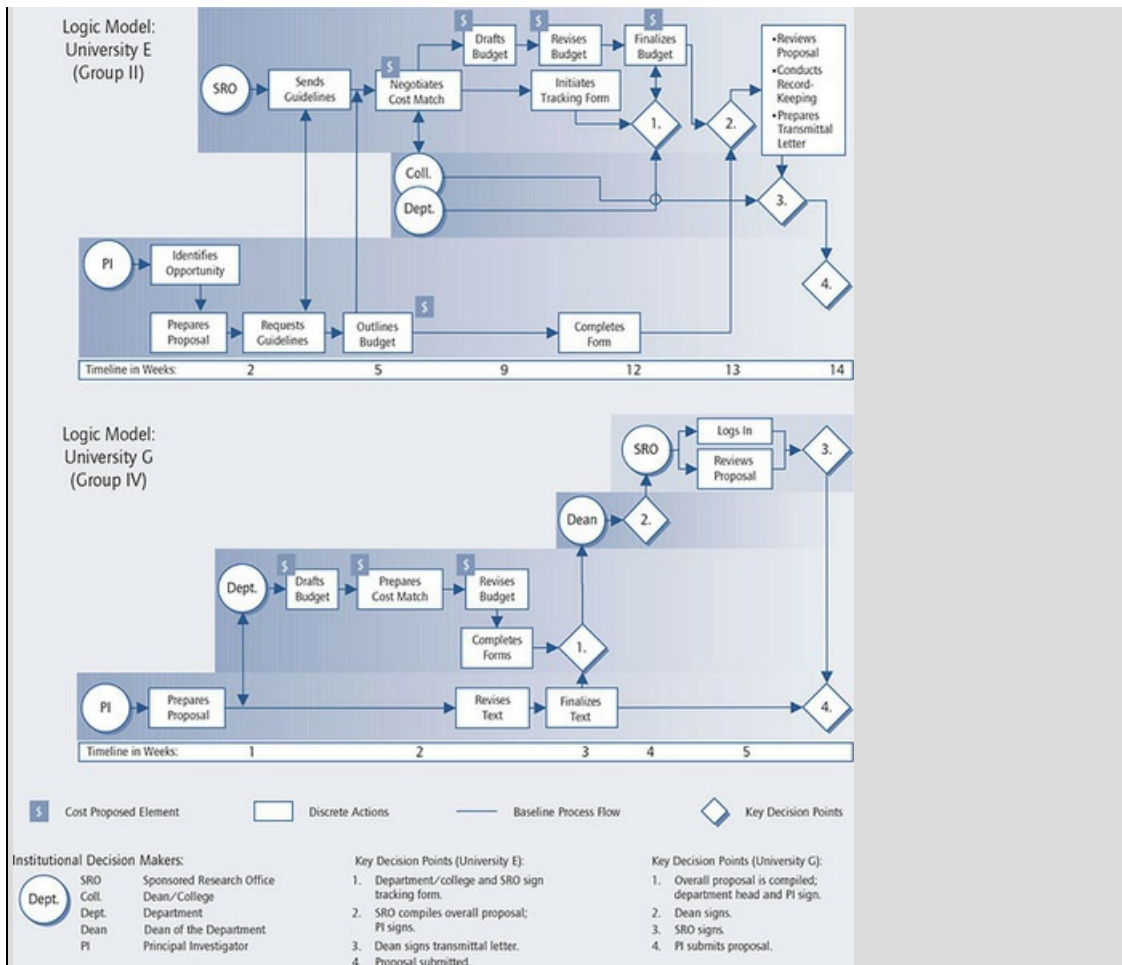 Logic Model:
University E
(Group II)
SRO
Sends
Guidelines
$
Negotiates
Cost Match
$
Drafts
Budget
$
Revises
Budget
$
Finalizes
Budget
Initiates
Tracking Form
1.
2.
•Reviews
Proposal
•Conducts
Record-
Keeping
•Prepares
Transmittal
Letter
Coll.
Dept.
3.
4.
PI
Identifies
Opportunity
Prepares
Proposal
Requests
Guidelines
Outlines
Budget
$
Completes
Form
Timeline in Weeks: 2 5 9 12 13 14
Logic Model:
University G
(Group IV)
SRO
Logs In
Reviews
Proposal
3.
Dean
2.
Dept.
$
Drafts
Budget
$
Prepares
Cost Match
$
Revises
Budget
Completes
Forms
1.
PI
Prepares
Proposal
Revises
Text
Finalizes
Text
4.
Timeline in Weeks: 1 2 3 4 5
$ Cost Proposed Element Discrete Actions Baseline Process Flow Key Decision Points
Institutional Decision Makers:
Dept.
SRO Sponsored Research Office
Coll. Dean/College
Dept. Department
Dean Dean of the Department
PI Principal Investigator
Key Decision Points (University E):
1. Department/college and SRO sign
tracking form.
2. SRO compiles overall proposal;
PI signs.
3. Dean signs transmittal letter.
4. Proposal submitted.
Key Decision Points (University G):
1. Overall proposal is compiled;
department head and PI sign.
2. Dean signs.
3. SRO signs.
4. PI submits proposal.